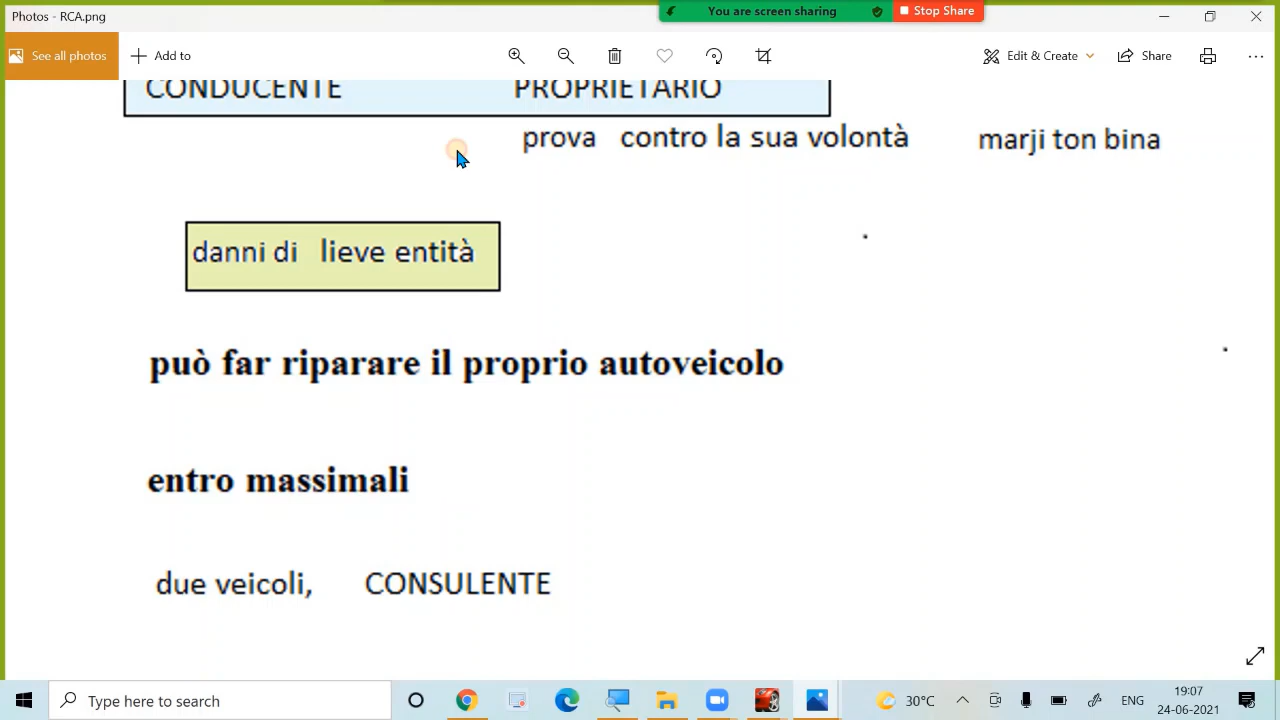 Photos - RCA.png
You are screen sharing
Stop Share
See all photos
Add to
Edit & Create
Share
CONDUCENTE PROPRIETARIO
prova contro la sua volontà marji ton bina
danni di lieve entità
può far riparare il proprio autoveicolo
entro massimali
due veicoli, CONSULENTE
Type here to search
30°C
ENG
19:07
24-06-2021